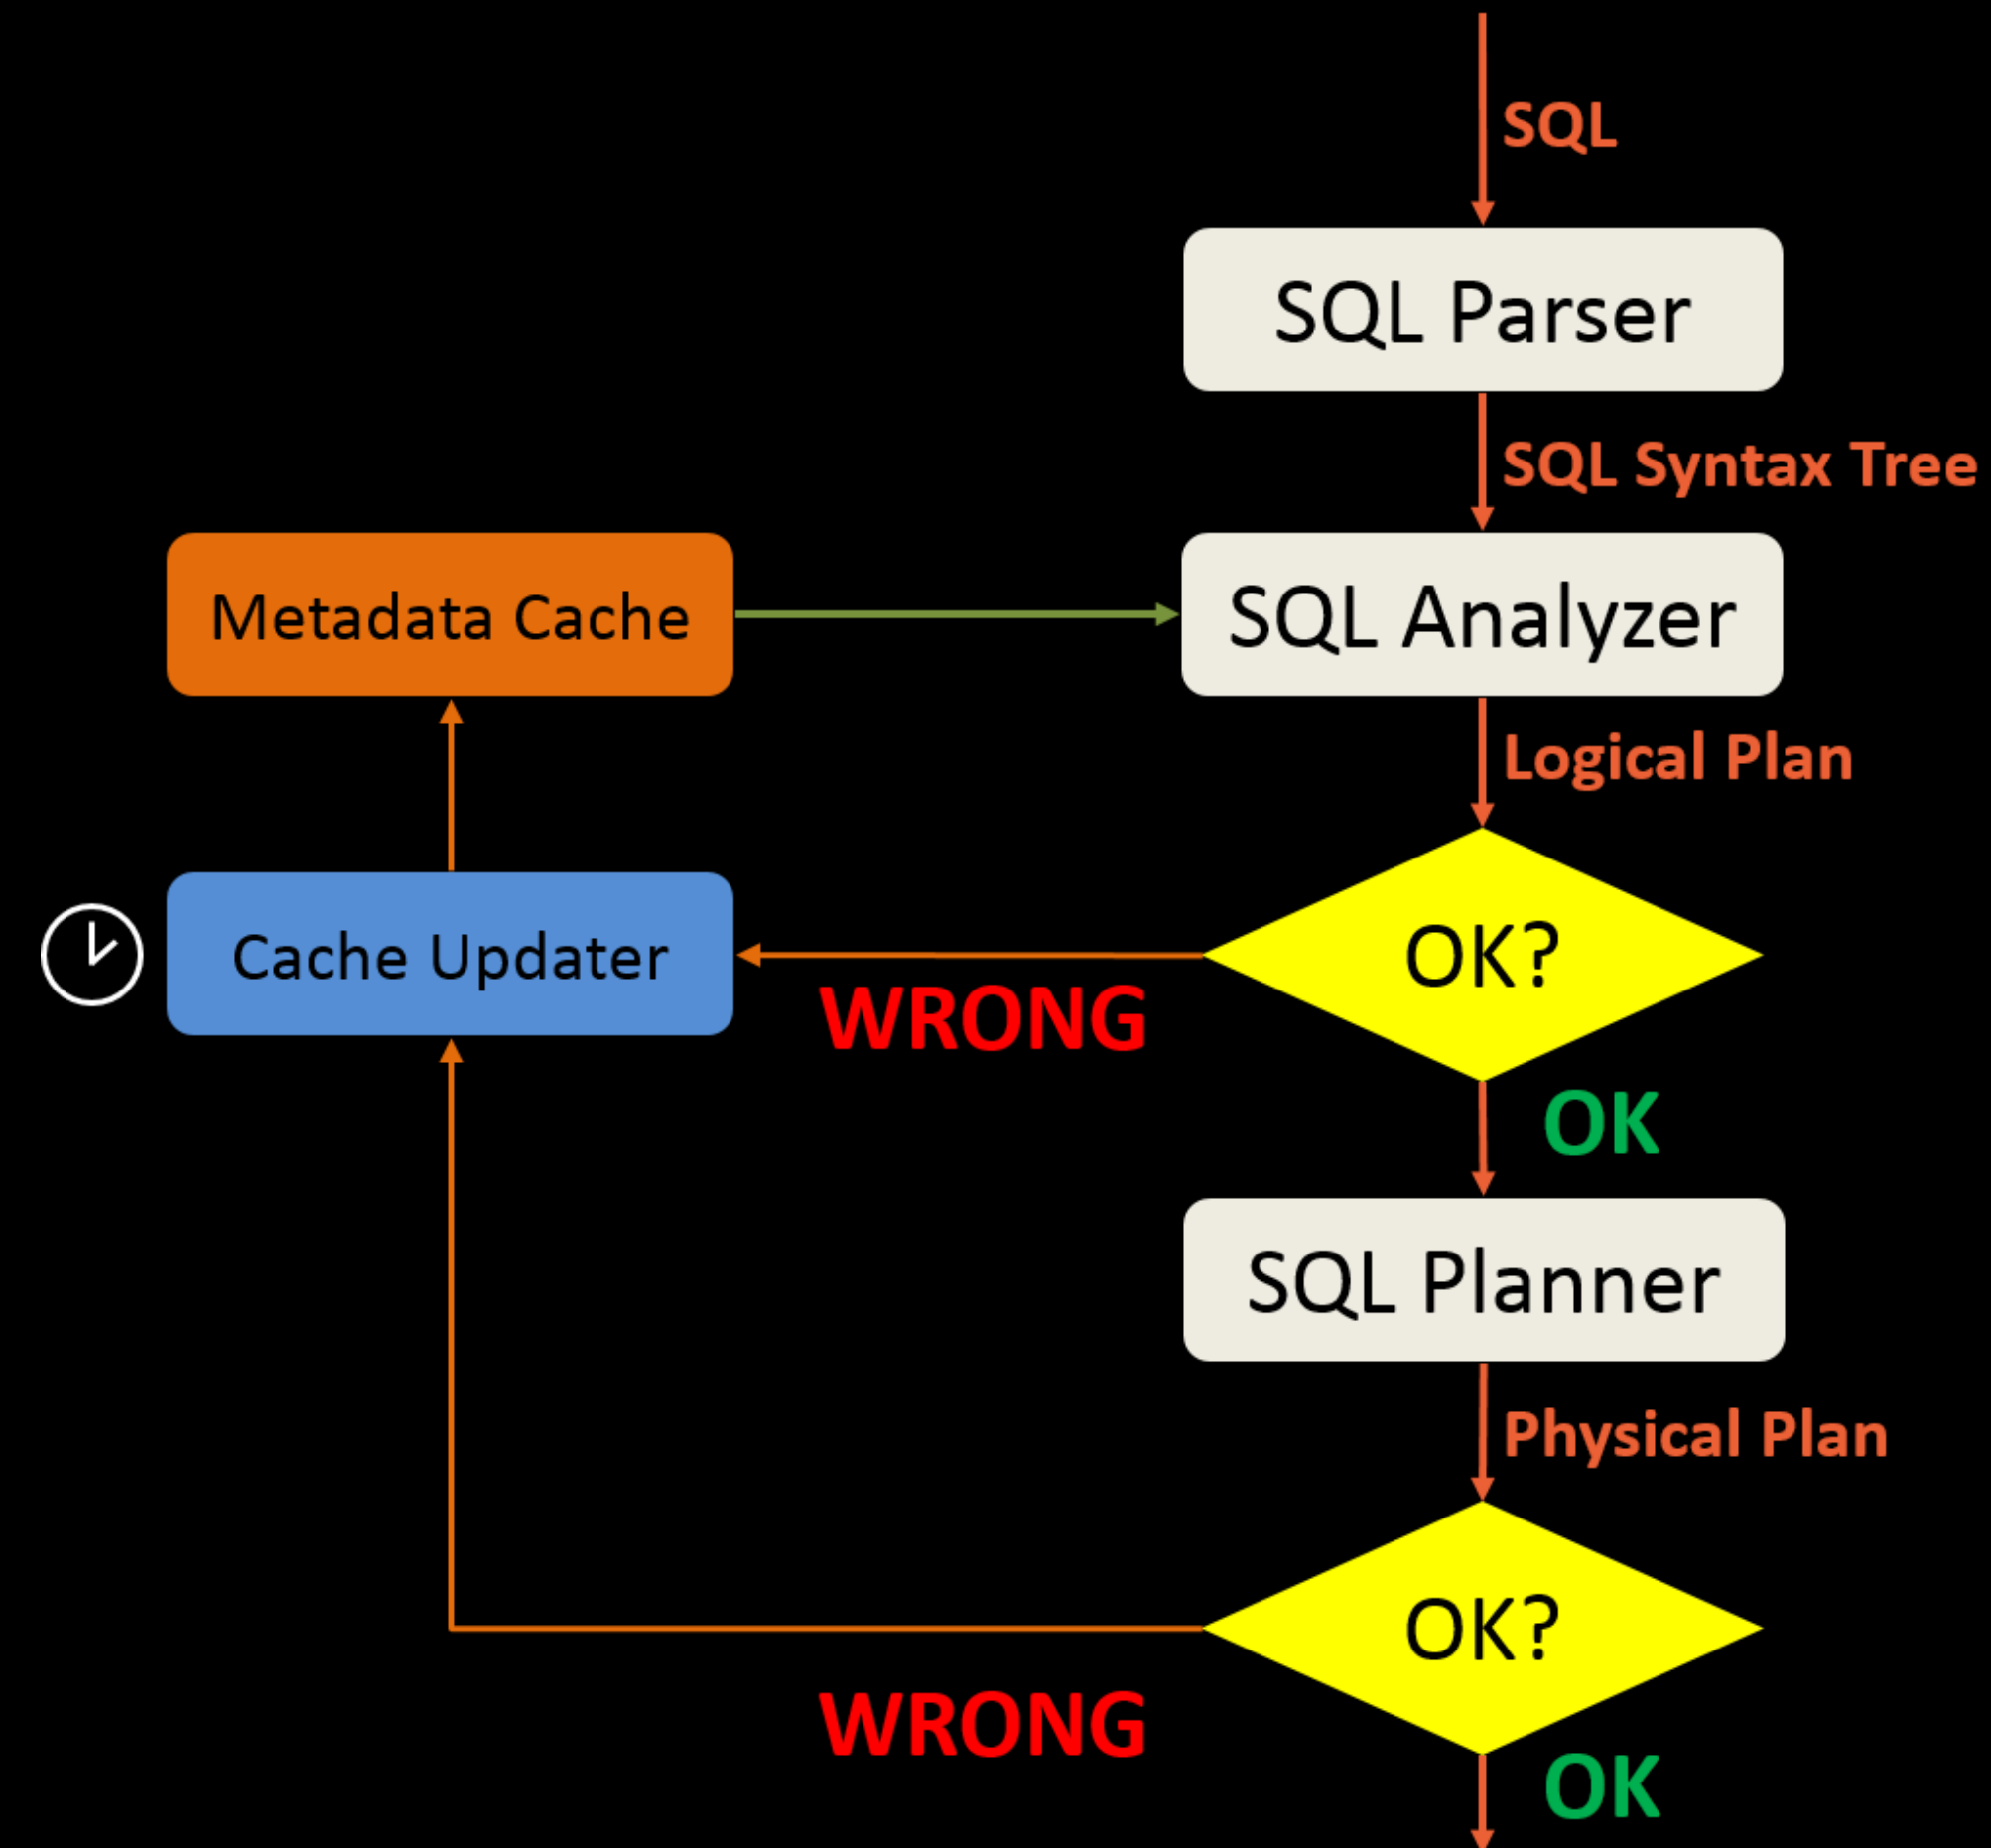 SQL
SQL Parser
SQL Syntax Tree
Metadata Cache
SQL Analyzer
Logical Plan
Cache Updater
OK?
WRONG
OK
SQL Planner
Physical Plan
OK?
WRONG
OK